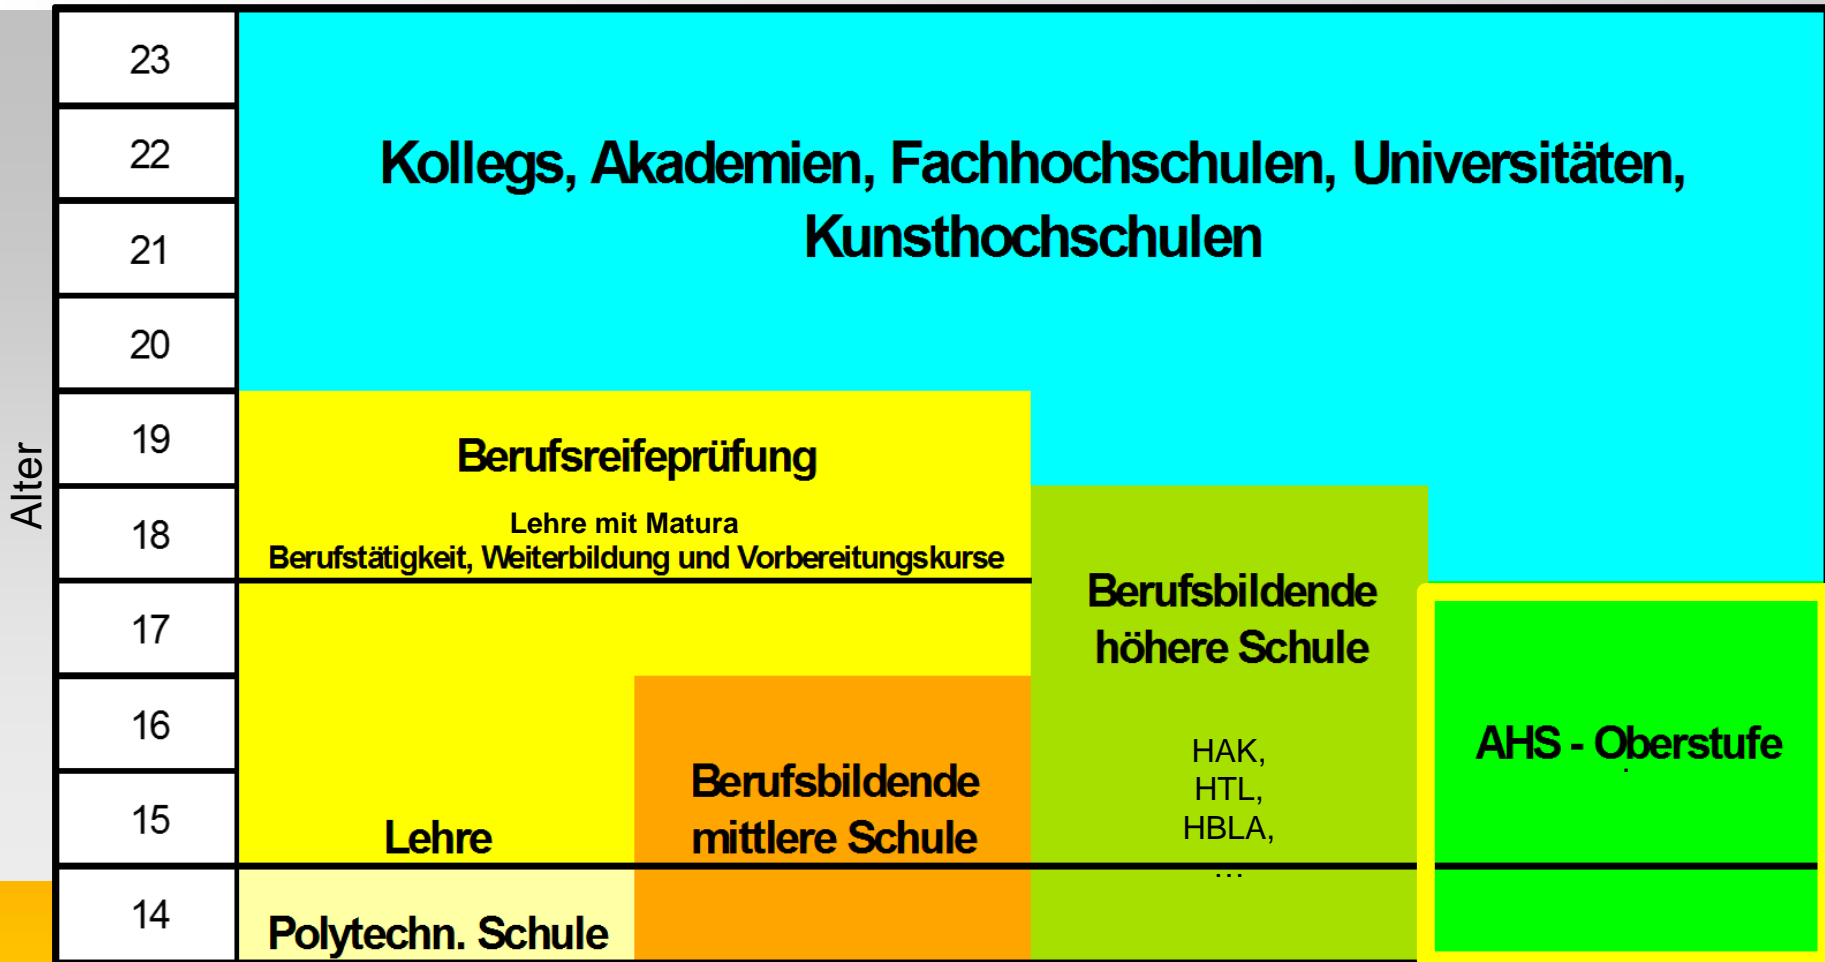 23
22
Kollegs, Akademien, Fachhochschulen, Universitäten,
21
Kunsthochschulen
20
Alter
19
Berufsreifeprüfung
18
Lehre mit Matura
Berufstätigkeit, Weiterbildung und Vorbereitungskurse
17
Berufsbildende
höhere Schule
16
HAK,
HTL,
HBLA,
...
AHS - Oberstufe
.
15
Lehre
Berufsbildende
mittlere Schule
14
Polytechn. Schule